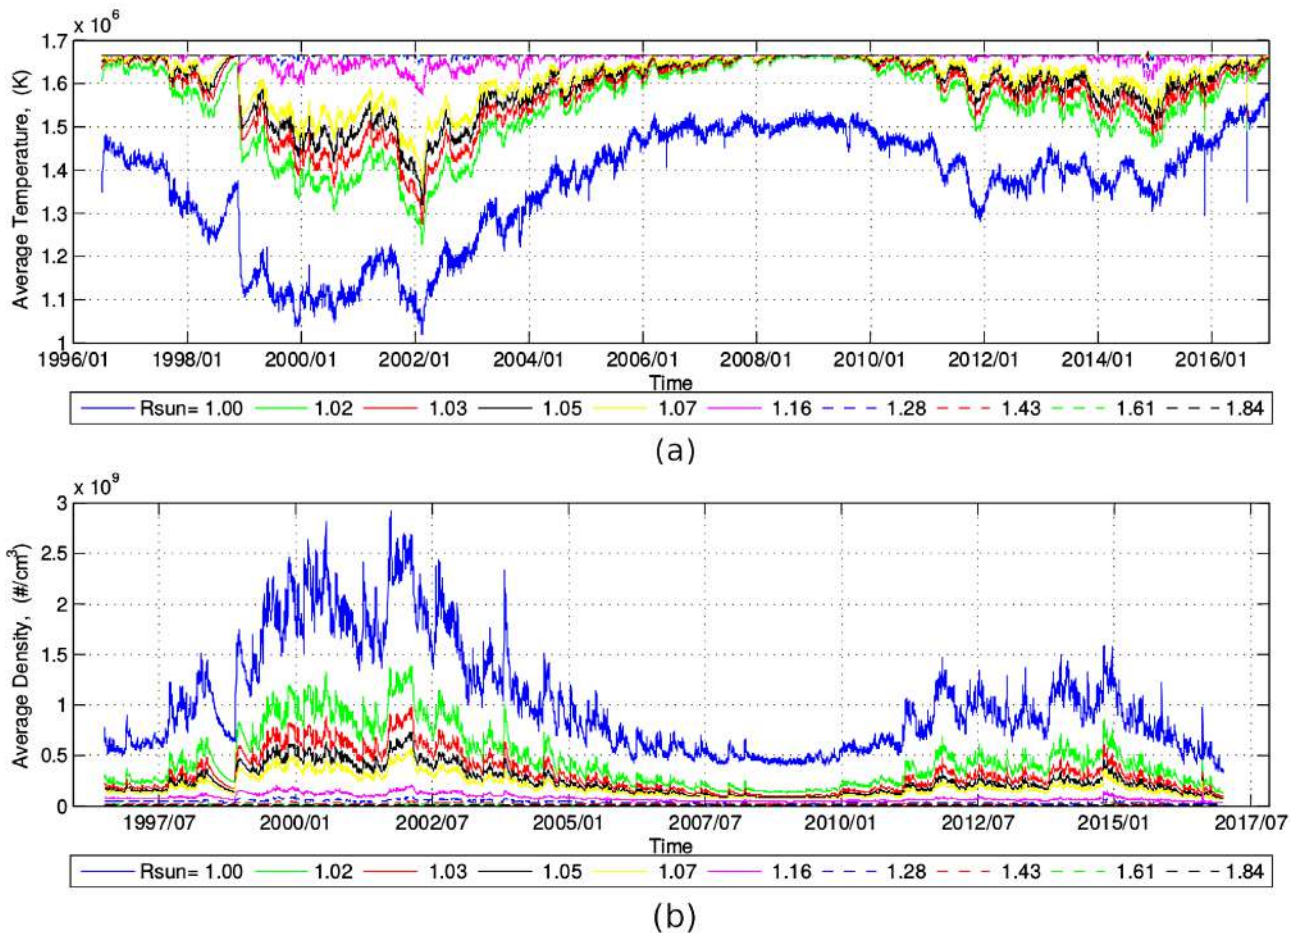 x 10^6
1.7
1.6
1.5
1.4
1.3
1.2
1.1
1
Average Temperature, (K)
1996/01 1998/01 2000/01 2002/01 2004/01 2006/01 2008/01 2010/01 2012/01 2014/01 2016/01
Time
Rsun= 1.00 1.02 1.03 1.05 1.07 1.16 1.28 1.43 1.61 1.84
(a)
x 10^9
3
2.5
2
1.5
1
0.5
0
Average Density, (#/cm^3)
1997/07 2000/01 2002/07 2005/01 2007/07 2010/01 2012/07 2015/01 2017/07
Time
Rsun= 1.00 1.02 1.03 1.05 1.07 1.16 1.28 1.43 1.61 1.84
(b)